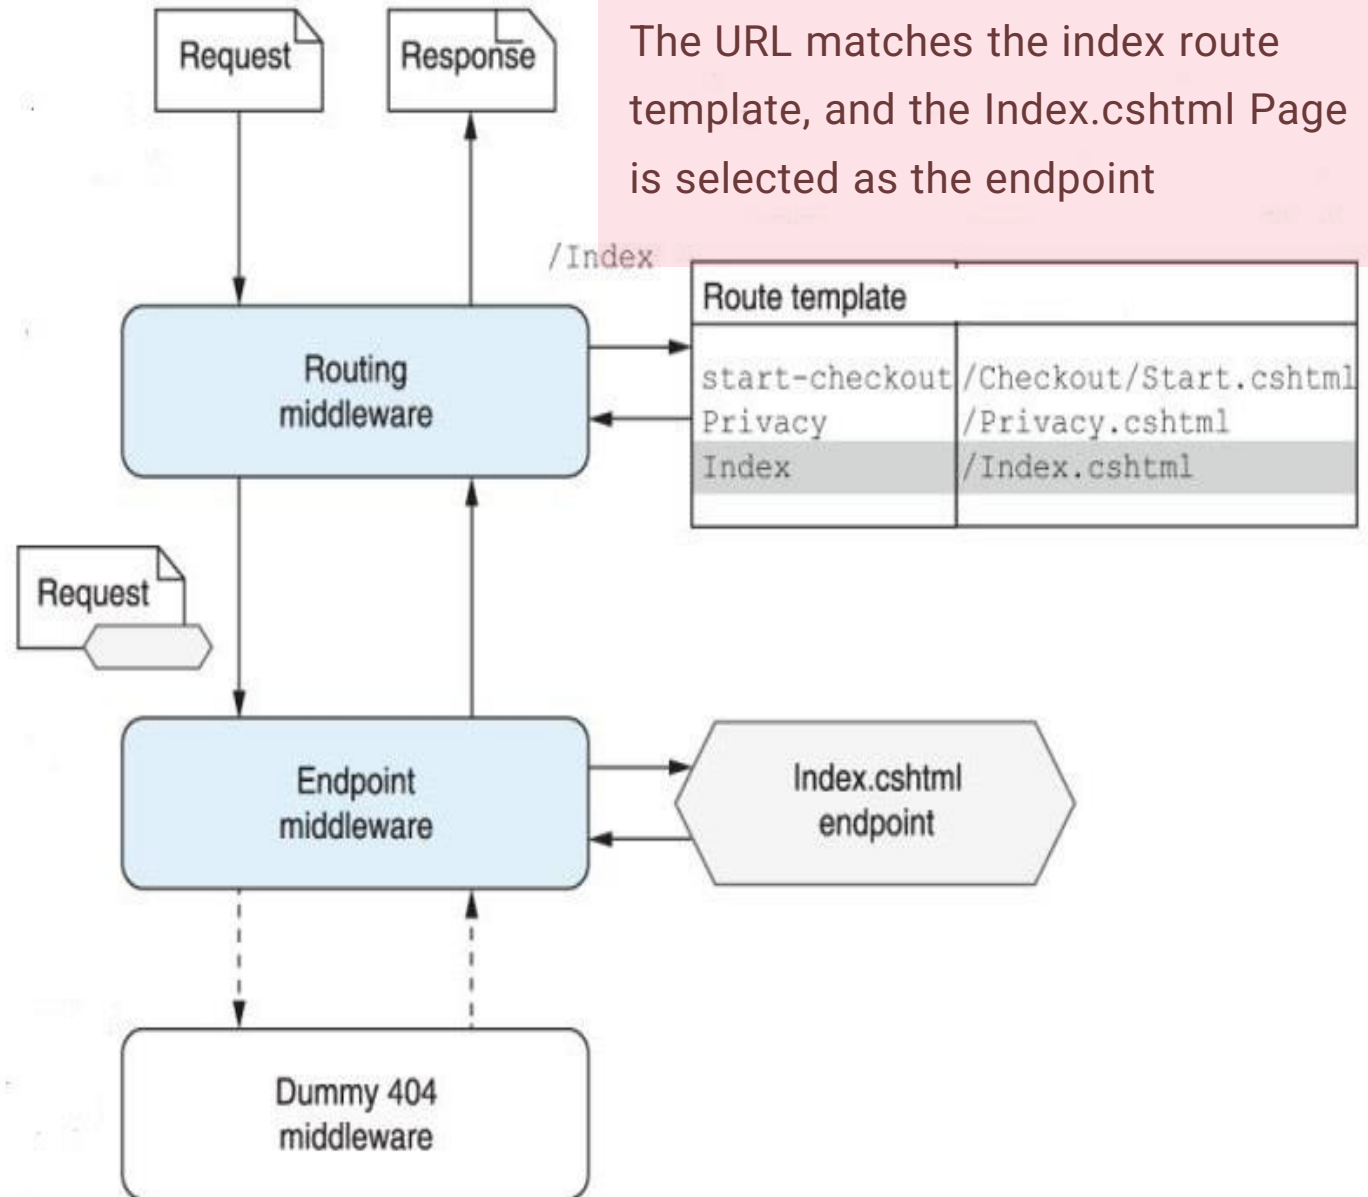 Request
Response
The URL matches the index route
template, and the Index.cshtml Page
is selected as the endpoint
/Index
Route template
start-checkout /Checkout/Start.cshtml
Privacy /Privacy.cshtml
Index /Index.cshtml
Routing
middleware
Request
Endpoint
middleware
Index.cshtml
endpoint
Dummy 404
middleware